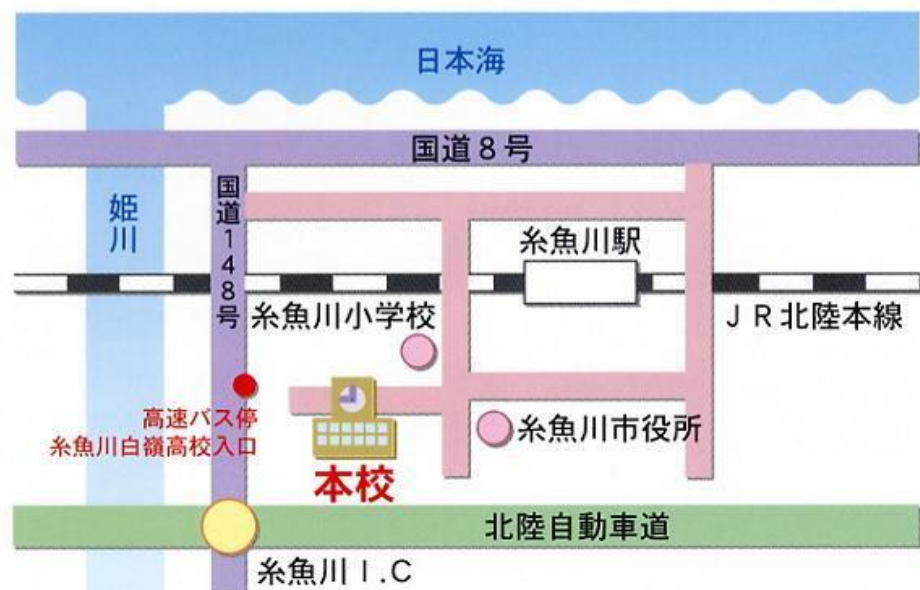 日本海
国道8号
姫川
国道148号
糸魚川駅
糸魚川小学校
JR北陸本線
高速バス停
糸魚川白嶺高校入口
糸魚川市役所
本校
北陸自動車道
糸魚川I.C